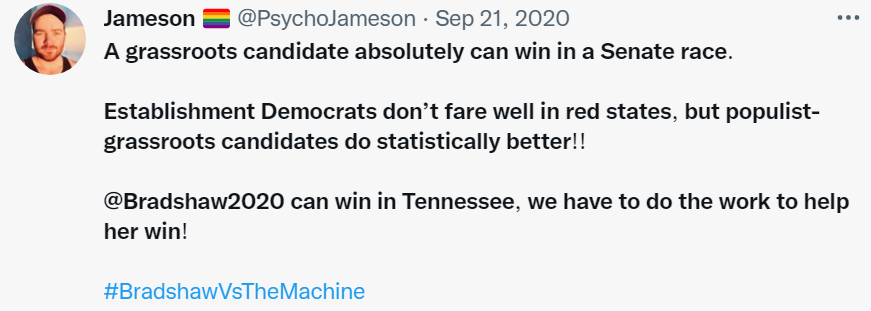 Jameson 🏳️‍🌈 @PsychoJameson · Sep 21, 2020
A grassroots candidate absolutely can win in a Senate race.
Establishment Democrats don’t fare well in red states, but populist-
grassroots candidates do statistically better!!
@Bradshaw2020 can win in Tennessee, we have to do the work to help
her win!
#BradshawVsTheMachine